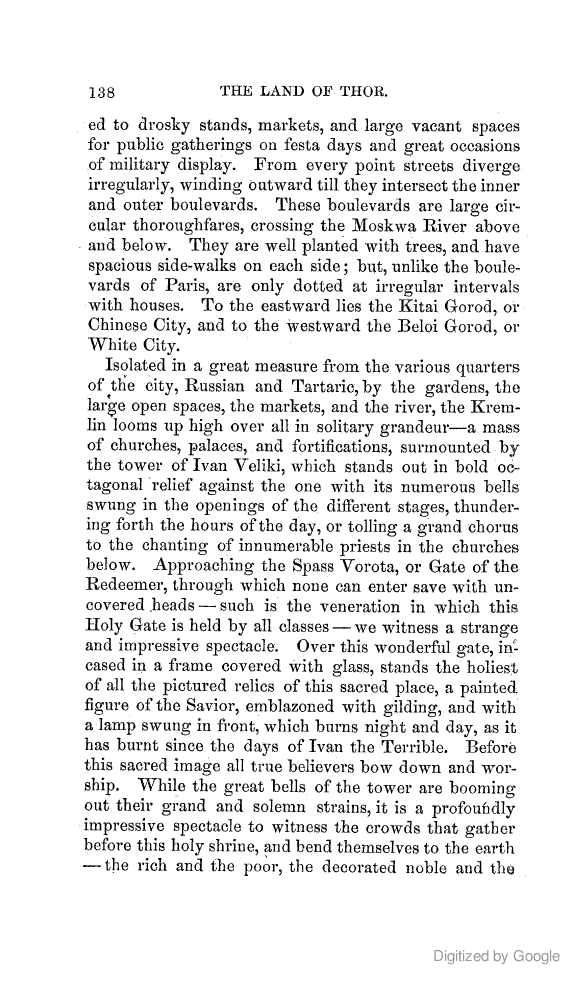 138 THE LAND OF THOR.
ed to drosky stands, markets, and large vacant spaces
for public gatherings on festa days and great occasions
of military display. From every point streets diverge
irregularly, winding outward till they intersect the inner
and outer boulevards. These boulevards are large cir-
cular thoroughfares, crossing the Moskwa River above
and below. They are well planted with trees, and have
spacious side-walks on each side; but, unlike the boule-
vards of Paris, are only dotted at irregular intervals
with houses. To the eastward lies the Kitai Gorod, or
Chinese City, and to the westward the Beloi Gorod, or
White City.
Isolated in a great measure from the various quarters
of the city, Russian and Tartaric, by the gardens, the
large open spaces, the markets, and the river, the Krem-
lin looms up high over all in solitary grandeur—a mass
of churches, palaces, and fortifications, surmounted by
the tower of Ivan Veliki, which stands out in bold oc-
tagonal relief against the one with its numerous bells
swung in the openings of the different stages, thunder-
ing forth the hours of the day, or tolling a grand chorus
to the chanting of innumerable priests in the churches
below. Approaching the Spass Vorota, or Gate of the
Redeemer, through which none can enter save with un-
covered heads — such is the veneration in which this
Holy Gate is held by all classes — we witness a strange
and impressive spectacle. Over this wonderful gate, in-
cased in a frame covered with glass, stands the holiest
of all the pictured relics of this sacred place, a painted
figure of the Savior, emblazoned with gilding, and with
a lamp swung in front, which burns night and day, as it
has burnt since the days of Ivan the Terrible. Before
this sacred image all true believers bow down and wor-
ship. While the great bells of the tower are booming
out their grand and solemn strains, it is a profoundly
impressive spectacle to witness the crowds that gather
before this holy shrine, and bend themselves to the earth
—the rich and the poor, the decorated noble and the
Digitized by Google